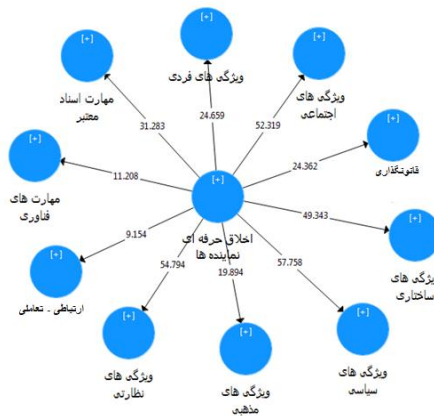 [+]
ویژگی های فردی
[+]
ویژگی های
اجتماعی
[+]
مهارت اسناد
معتبر
[+]
قانونگذاری
[+]
مهارت های
فناوری
[+]
اخلاق حرفه ای
نماینده ها
[+]
ویژگی های
ساختاری
[+]
ارتباطی - تعاملی
[+]
ویژگی های
نظارتی
[+]
ویژگی های
مذهبی
[+]
ویژگی های
سیاسی
31.283
24.659
52.319
24.362
11.208
49.343
9.154
54.794
19.894
57.758